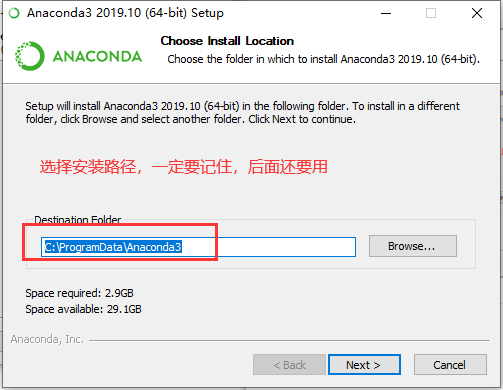 Anaconda3 2019.10 (64-bit) Setup
ANACONDA
Choose Install Location
Choose the folder in which to install Anaconda3 2019.10 (64-bit).
Setup will install Anaconda3 2019.10 (64-bit) in the following folder. To install in a different
folder, click Browse and select another folder. Click Next to continue.
选择安装路径，一定要记住，后面还要用
Destination Folder
C:\ProgramData\Anaconda3
Browse...
Space required: 2.9GB
Space available: 29.1GB
Anaconda, Inc.
< Back
Next >
Cancel